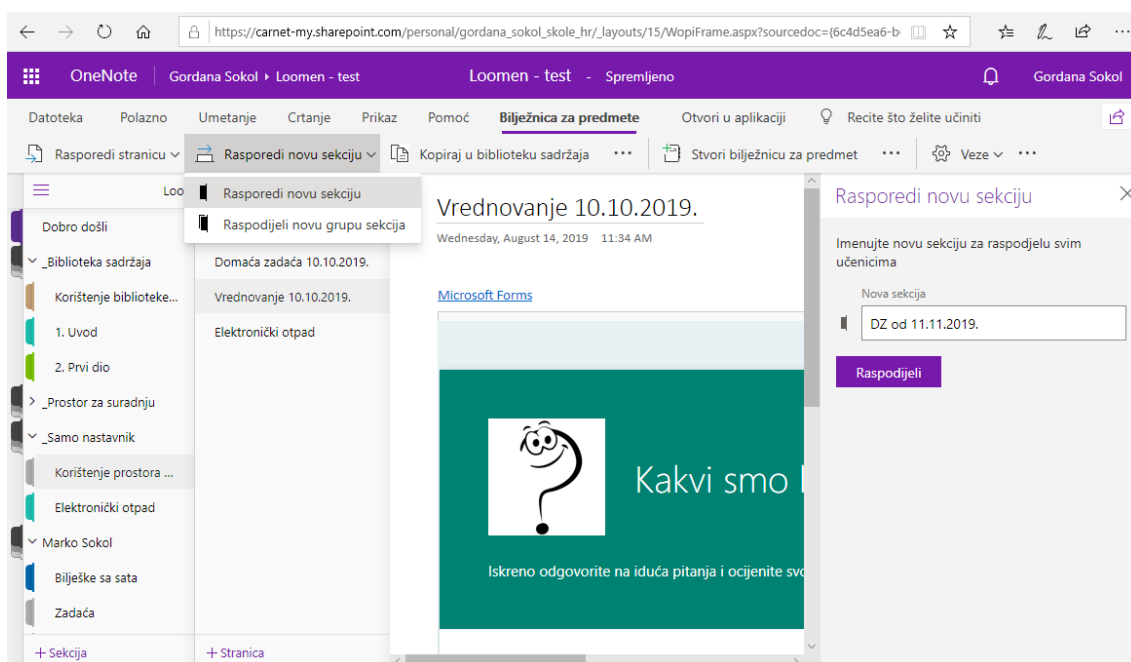 https://carnet-my.sharepoint.com/personal/gordana_sokol_skole_hr/_layouts/15/WopiFrame.aspx?sourcedoc={6c4d5ea6-b
OneNote Gordana Sokol Loomen - test Loomen - test - Spremljeno Gordana Sokol
Datoteka Polazno Umetanje Crtanje Prikaz Pomoć Bilježnica za predmete Otvori u aplikaciji Recite što želite učiniti
Rasporedi stranicu Rasporedi novu sekciju Kopiraj u biblioteku sadržaja ... Stvori bilježnicu za predmet ... Veze ...
Loo
Rasporedi novu sekciju
Raspodijeli novu grupu sekcija
Dobro došli
_Biblioteka sadržaja
Korištenje biblioteke...
1. Uvod
2. Prvi dio
_Prostor za suradnju
_Samo nastavnik
Korištenje prostora ...
Elektronički otpad
Marko Sokol
Bilješke sa sata
Zadaća
+ Sekcija
Domaća zadaća 10.10.2019.
Vrednovanje 10.10.2019.
Elektronički otpad
+ Stranica
Vrednovanje 10.10.2019.
Wednesday, August 14, 2019 11:34 AM
Microsoft Forms
Kakvi smo
Iskreno odgovorite na iduća pitanja i ocijenite svo
Rasporedi novu sekciju
Imenujte novu sekciju za raspodjelu svim
učenicima
Nova sekcija
DZ od 11.11.2019.
Raspodijeli